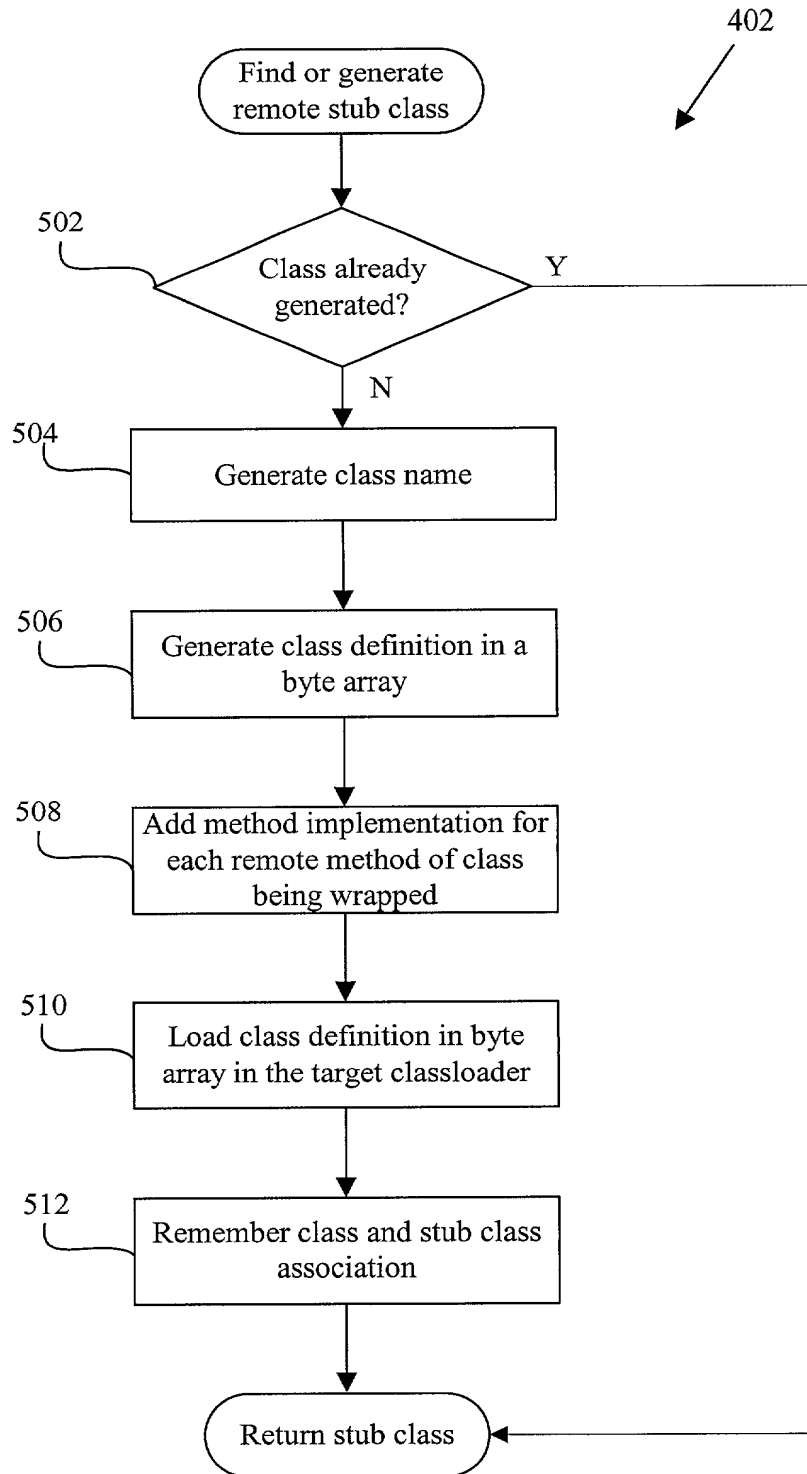 402
Find or generate
remote stub class
502
Class already
generated?
Y
N
504
Generate class name
506
Generate class definition in a
byte array
508
Add method implementation for
each remote method of class
being wrapped
510
Load class definition in byte
array in the target classloader
512
Remember class and stub class
association
Return stub class